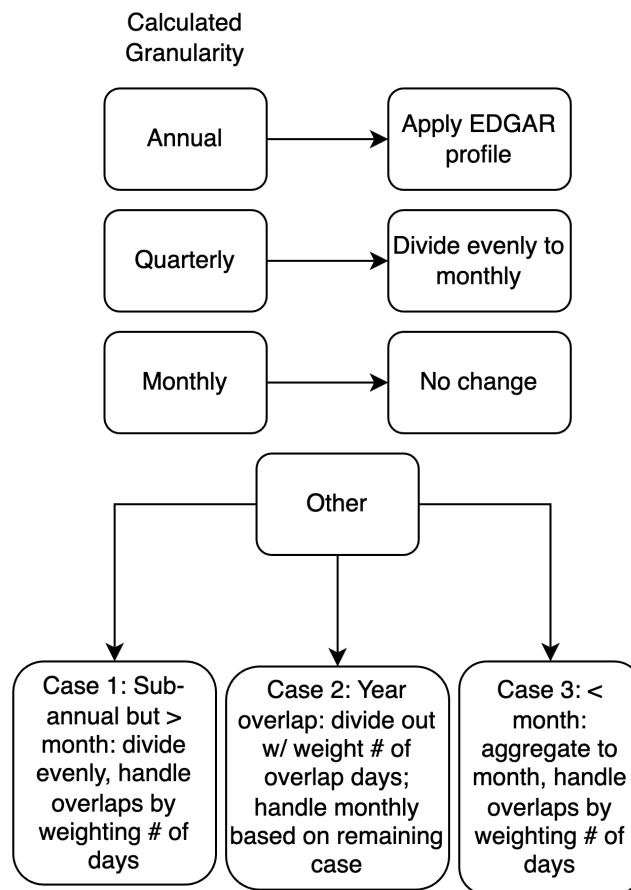 Calculated
Granularity
Annual
Apply EDGAR
profile
Quarterly
Divide evenly to
monthly
Monthly
No change
Other
Case 1: Sub-
annual but >
month: divide
evenly, handle
overlaps by
weighting # of
days
Case 2: Year
overlap: divide out
w/ weight # of
overlap days;
handle monthly
based on remaining
case
Case 3: <
month:
aggregate to
month, handle
overlaps by
weighting # of
days